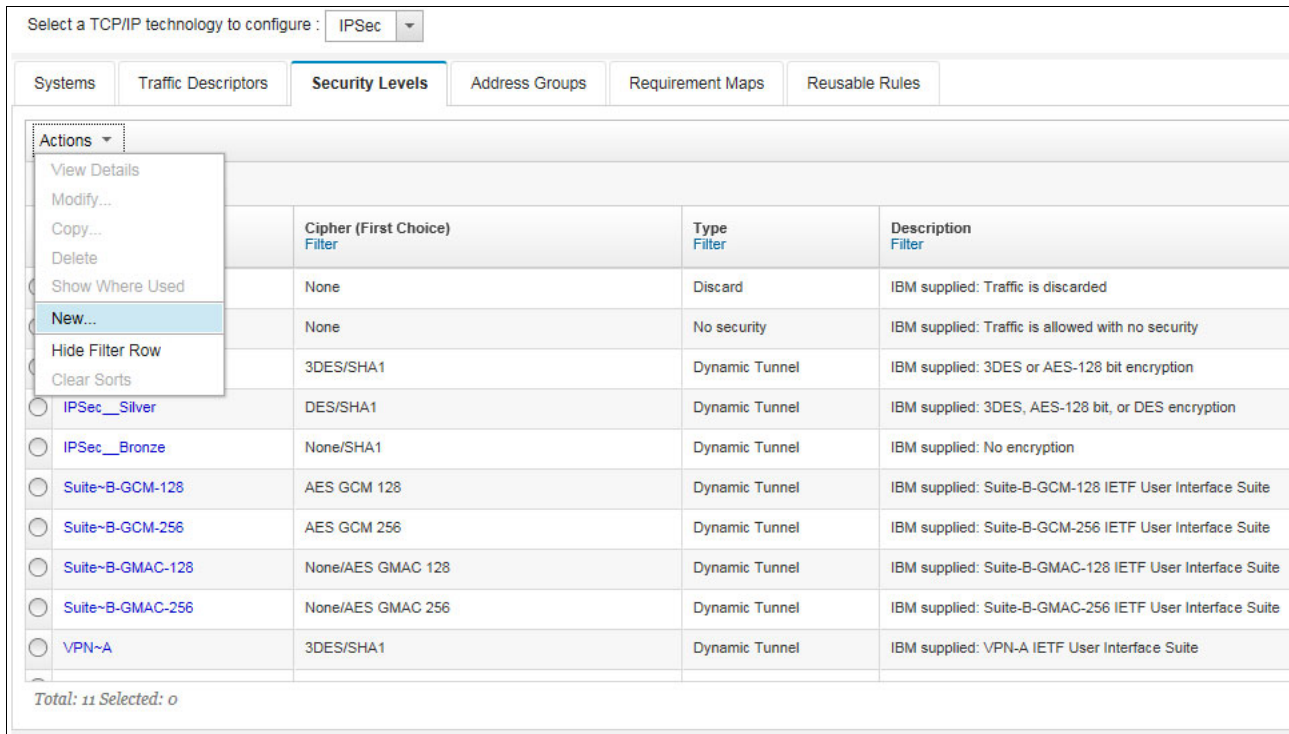 Select a TCP/IP technology to configure : IPSec
Systems Traffic Descriptors Security Levels Address Groups Requirement Maps Reusable Rules
Actions
View Details
Modify...
Copy...
Delete
Show Where Used
New...
Hide Filter Row
Clear Sorts
Cipher (First Choice) Type Description
Filter Filter Filter
None Discard IBM supplied: Traffic is discarded
None No security IBM supplied: Traffic is allowed with no security
3DES/SHA1 Dynamic Tunnel IBM supplied: 3DES or AES-128 bit encryption
IPSec__Silver DES/SHA1 Dynamic Tunnel IBM supplied: 3DES, AES-128 bit, or DES encryption
IPSec__Bronze None/SHA1 Dynamic Tunnel IBM supplied: No encryption
Suite~B-GCM-128 AES GCM 128 Dynamic Tunnel IBM supplied: Suite-B-GCM-128 IETF User Interface Suite
Suite~B-GCM-256 AES GCM 256 Dynamic Tunnel IBM supplied: Suite-B-GCM-256 IETF User Interface Suite
Suite~B-GMAC-128 None/AES GMAC 128 Dynamic Tunnel IBM supplied: Suite-B-GMAC-128 IETF User Interface Suite
Suite~B-GMAC-256 None/AES GMAC 256 Dynamic Tunnel IBM supplied: Suite-B-GMAC-256 IETF User Interface Suite
VPN~A 3DES/SHA1 Dynamic Tunnel IBM supplied: VPN-A IETF User Interface Suite
Total: 11 Selected: 0